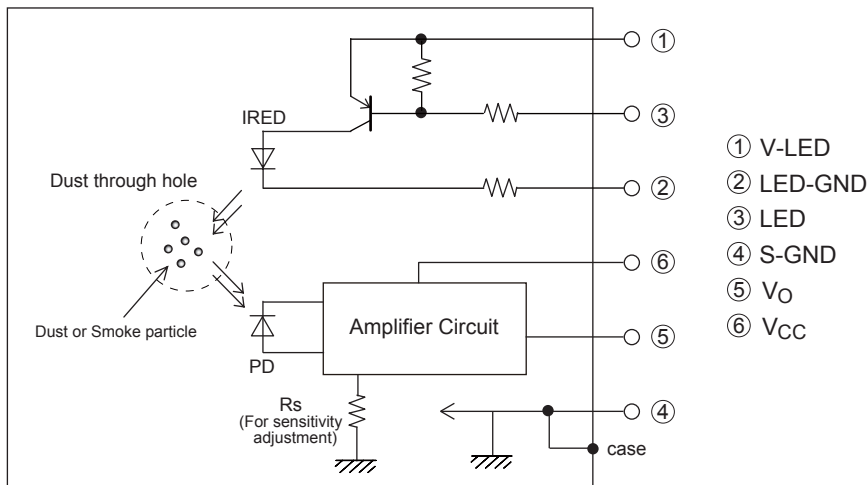 ①
IRED
③
① V-LED
Dust through hole
②
② LED-GND
③ LED
④ S-GND
⑥
⑤ VO
Amplifier Circuit
⑥ VCC
Dust or Smoke particle
⑤
PD
Rs
(For sensitivity
adjustment)
④
case